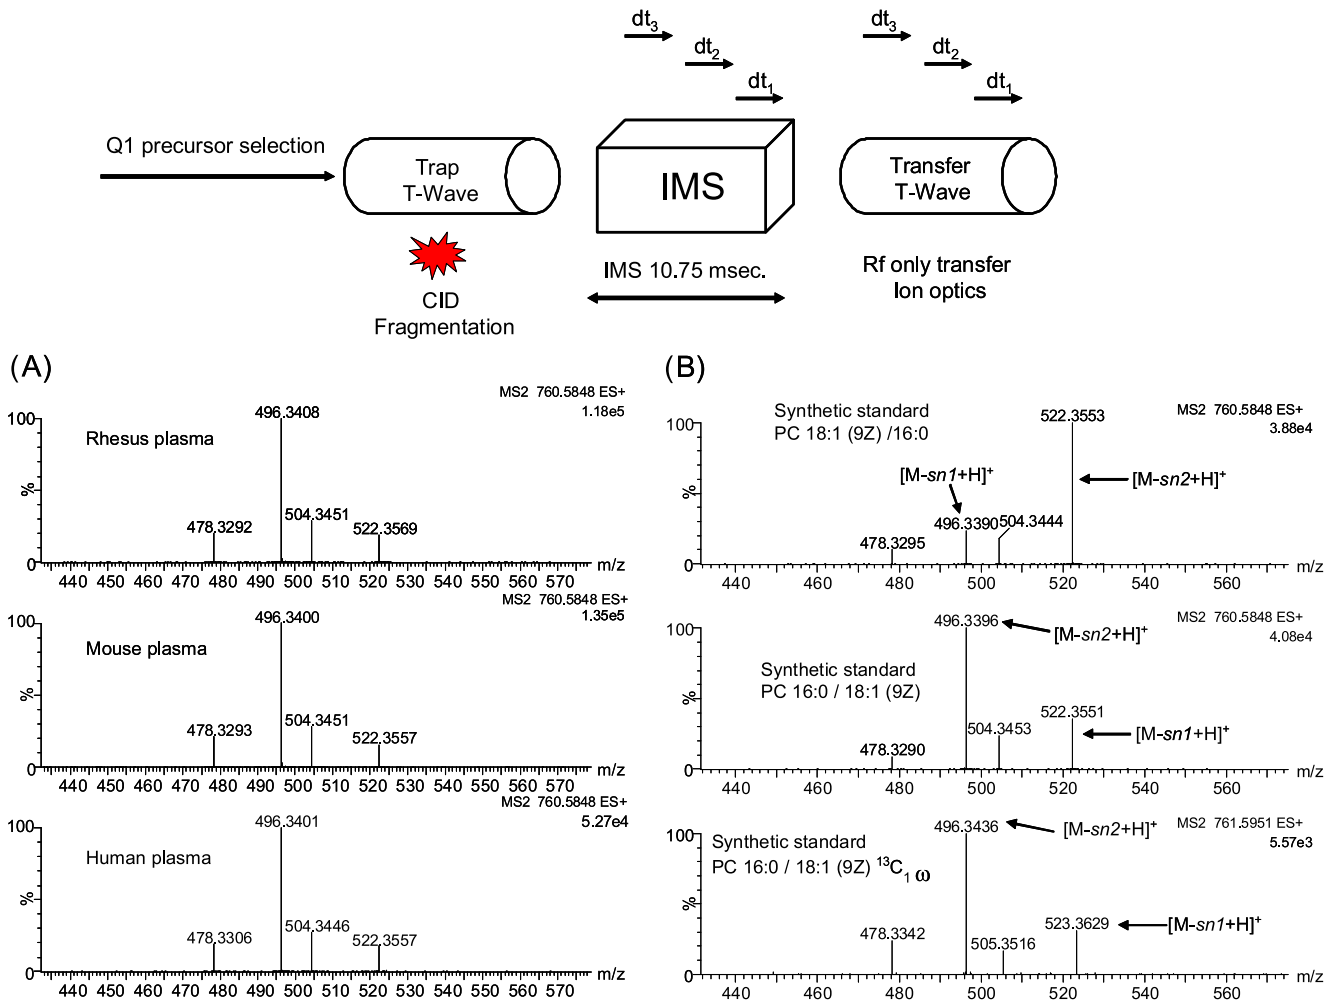 dt3
dt2
dt1
dt3
dt2
dt1
Q1 precursor selection
Trap
T-Wave
IMS
Transfer
T-Wave
CID
Fragmentation
IMS 10.75 msec.
Rf only transfer
Ion optics
(A)
MS2 760.5848 ES+
1.18e5
Rhesus plasma
100
%
0
478.3292
496.3408
504.3451
522.3569
440 450 460 470 480 490 500 510 520 530 540 550 560 570 m/z
MS2 760.5848 ES+
1.35e5
Mouse plasma
100
%
0
478.3293
496.3400
504.3451
522.3557
440 450 460 470 480 490 500 510 520 530 540 550 560 570 m/z
MS2 760.5848 ES+
5.27e4
Human plasma
100
%
0
478.3306
496.3401
504.3446
522.3557
440 450 460 470 480 490 500 510 520 530 540 550 560 570 m/z
(B)
Synthetic standard
PC 18:1 (9Z) /16:0
MS2 760.5848 ES+
3.88e4
100
%
0
[M-sn1+H]+
[M-sn2+H]+
478.3295
496.3390
504.3444
522.3553
440 460 480 500 520 540 560 m/z
Synthetic standard
PC 16:0 / 18:1 (9Z)
MS2 760.5848 ES+
4.08e4
100
%
0
[M-sn2+H]+
[M-sn1+H]+
478.3290
496.3396
504.3453
522.3551
440 460 480 500 520 540 560 m/z
Synthetic standard
PC 16:0 / 18:1 (9Z) 13C1 ω
MS2 761.5951 ES+
5.57e3
100
%
0
[M-sn2+H]+
[M-sn1+H]+
478.3342
496.3436
505.3516
523.3629
440 460 480 500 520 540 560 m/z